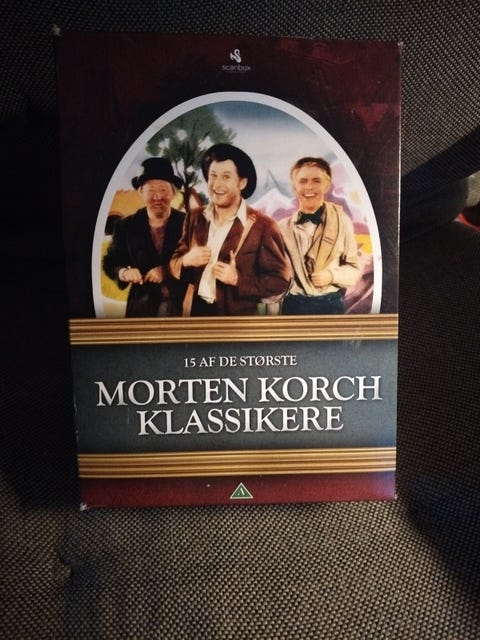 scanbox
15 AF DE STØRSTE
MORTEN KORCH
KLASSIKERE
A